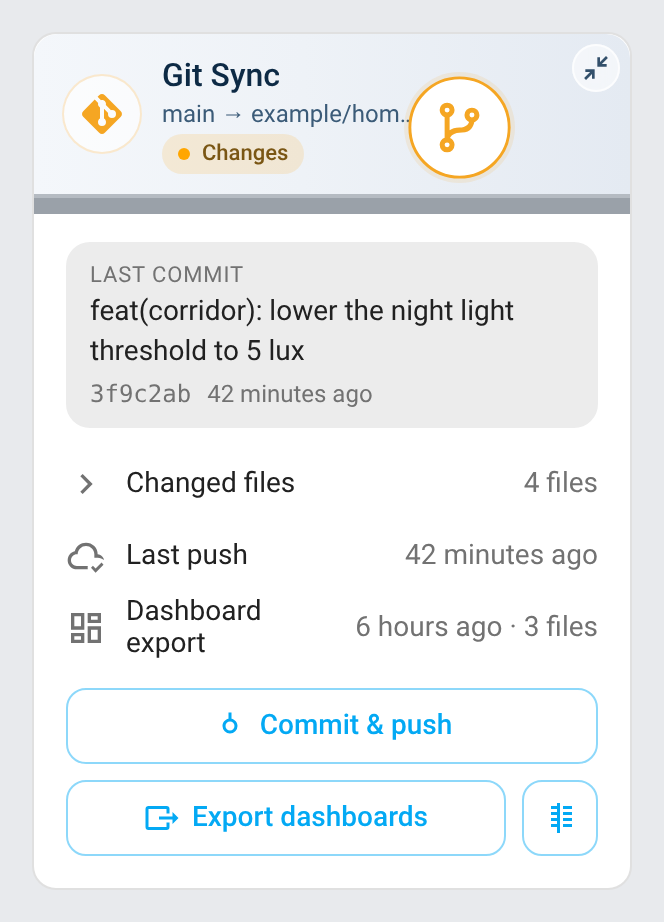 Git Sync
main → example/hom…
Changes
LAST COMMIT
feat(corridor): lower the night light
threshold to 5 lux
3f9c2ab 42 minutes ago
Changed files 4 files
Last push 42 minutes ago
Dashboard
export 6 hours ago · 3 files
Commit & push
Export dashboards